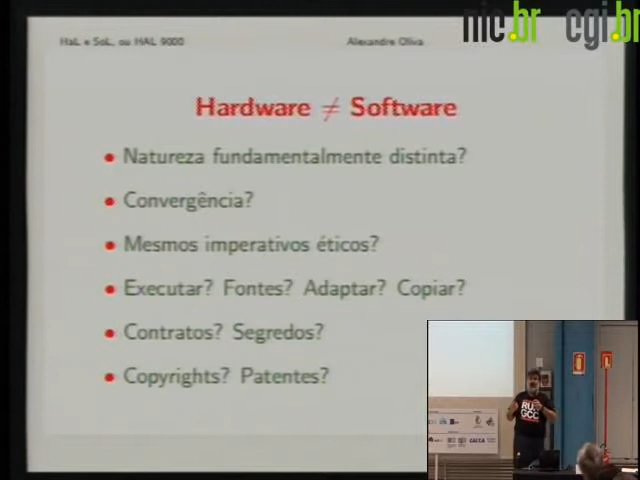 HaL e SoL, ou HAL 9000
Alexandre Oliva
nic.br cgi.br
Hardware ≠ Software
• Natureza fundamentalmente distinta?
• Convergência?
• Mesmos imperativos éticos?
• Executar? Fontes? Adaptar? Copiar?
• Contratos? Segredos?
• Copyrights? Patentes?
GCC